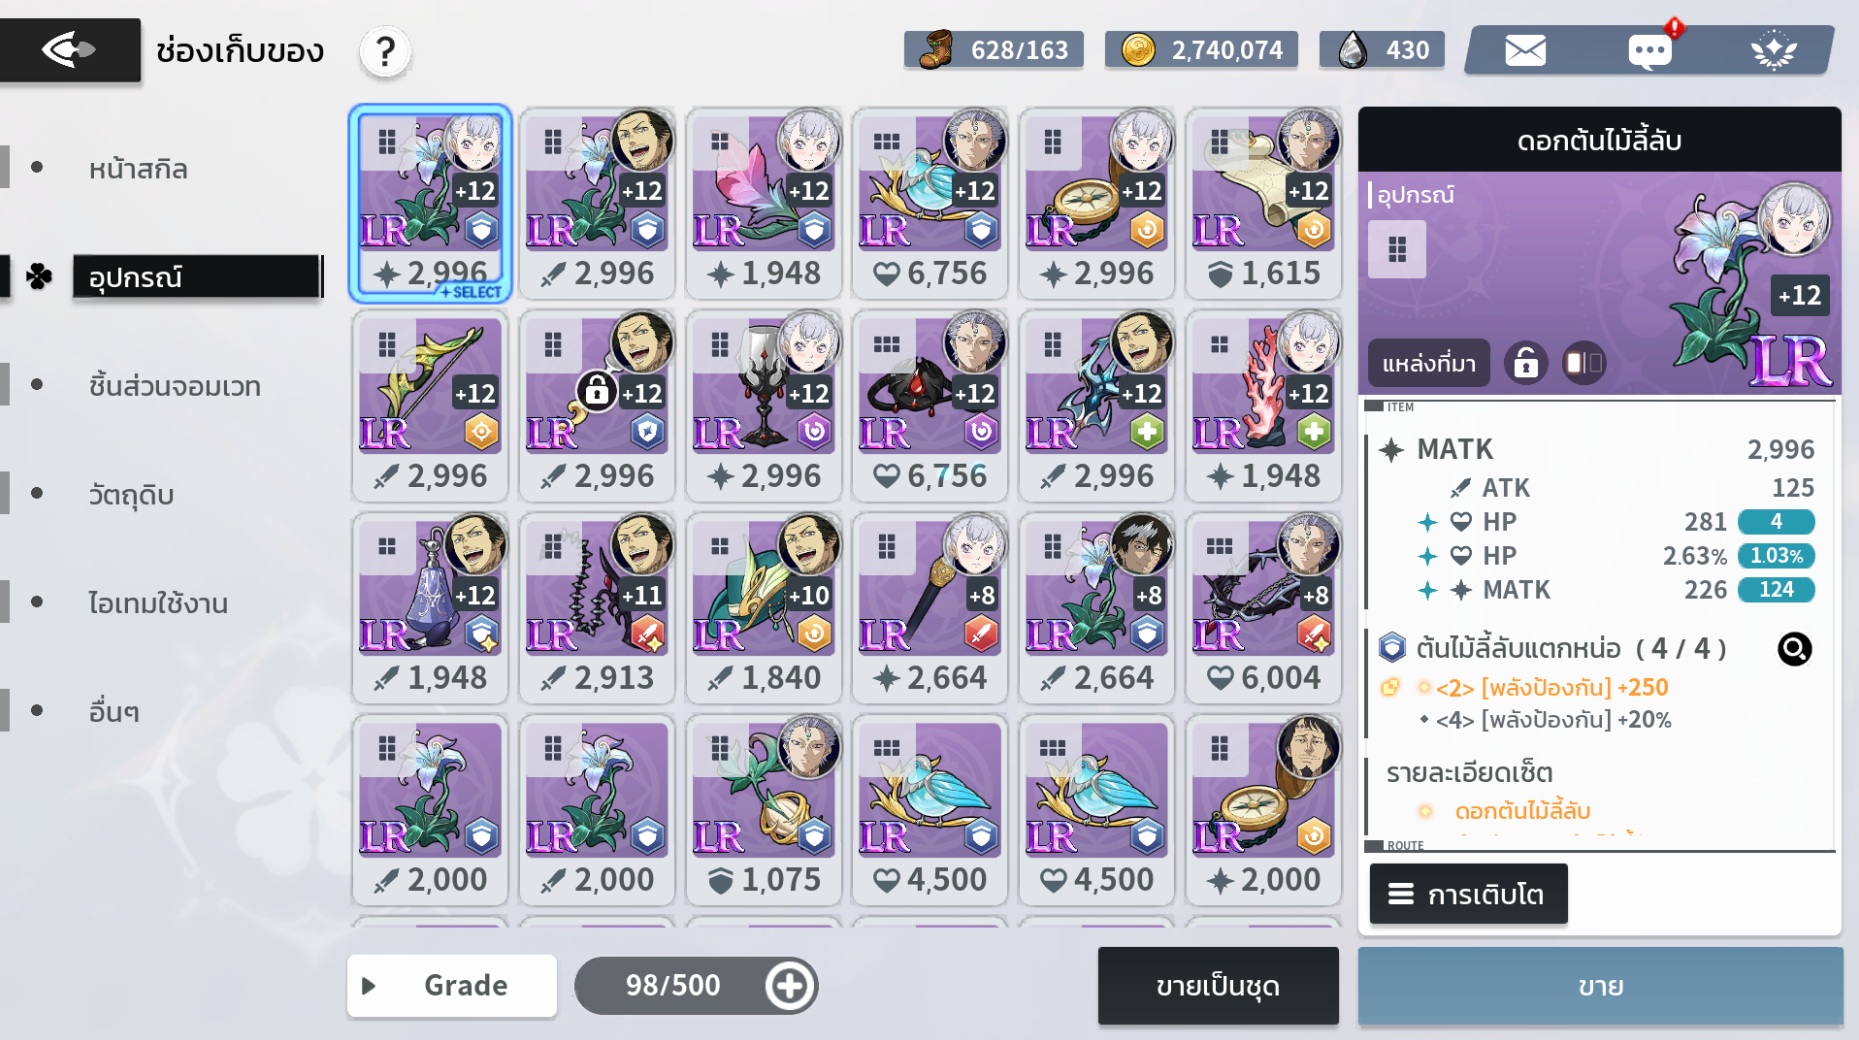 ช่องเก็บของ
?
628/163
2,740,074
430
หน้าสกิล
อุปกรณ์
ชิ้นส่วนจอมเวท
วัตถุดิบ
ไอเทมใช้งาน
อื่นๆ
+12 +12 +12 +12 +12 +12
LR LR LR LR LR LR
2,996 2,996 1,948 6,756 2,996 1,615
SELECT
+12 +12 +12 +12 +12 +12
LR LR LR LR LR LR
2,996 2,996 2,996 6,756 2,996 1,948
+12 +11 +10 +8 +8 +8
LR LR LR LR LR LR
1,948 2,913 1,840 2,664 2,664 6,004
LR LR LR LR LR LR
2,000 2,000 1,075 4,500 4,500 2,000
Grade
98/500
ขายเป็นชุด
ขาย
ดอกต้นไม้ลี้ลับ
อุปกรณ์
+12
LR
แหล่งที่มา
ITEM
MATK 2,996
ATK 125
HP 281 4
HP 2.63% 1.03%
MATK 226 124
ต้นไม้ลี้ลับแตกหน่อ ( 4 / 4 )
<2> [พลังป้องกัน] +250
<4> [พลังป้องกัน] +20%
รายละเอียดเซ็ต
ดอกต้นไม้ลี้ลับ
ROUTE
การเติบโต